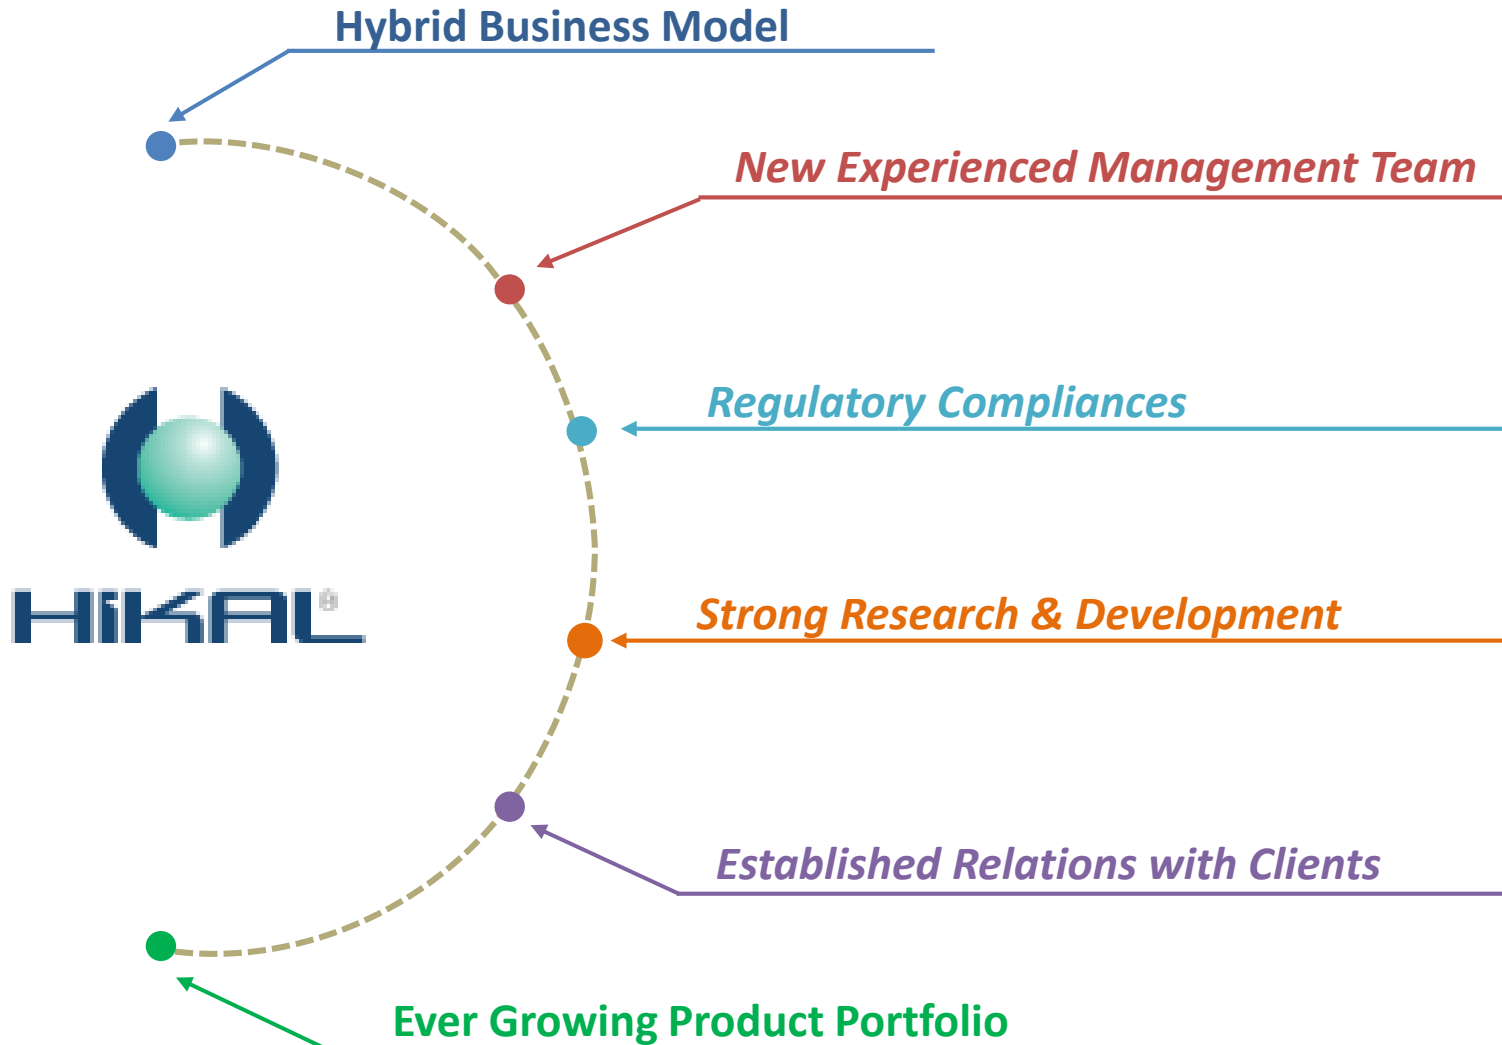 Hybrid Business Model
New Experienced Management Team
Regulatory Compliances
HiKAL®
Strong Research & Development
Established Relations with Clients
Ever Growing Product Portfolio